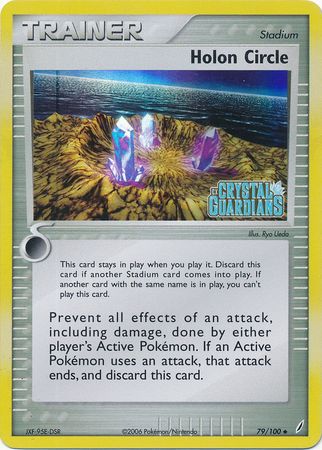 TRAINER
Stadium
Holon Circle
CRYSTAL
GUARDIANS
Illus. Ryo Ueda
This card stays in play when you play it. Discard this
card if another Stadium card comes into play. If
another card with the same name is in play, you can't
play this card.
Prevent all effects of an attack,
including damage, done by either
player's Active Pokémon. If an Active
Pokémon uses an attack, that attack
ends, and discard this card.
JXF-95E-DSR
©2006 Pokémon/Nintendo
79/100 ◆